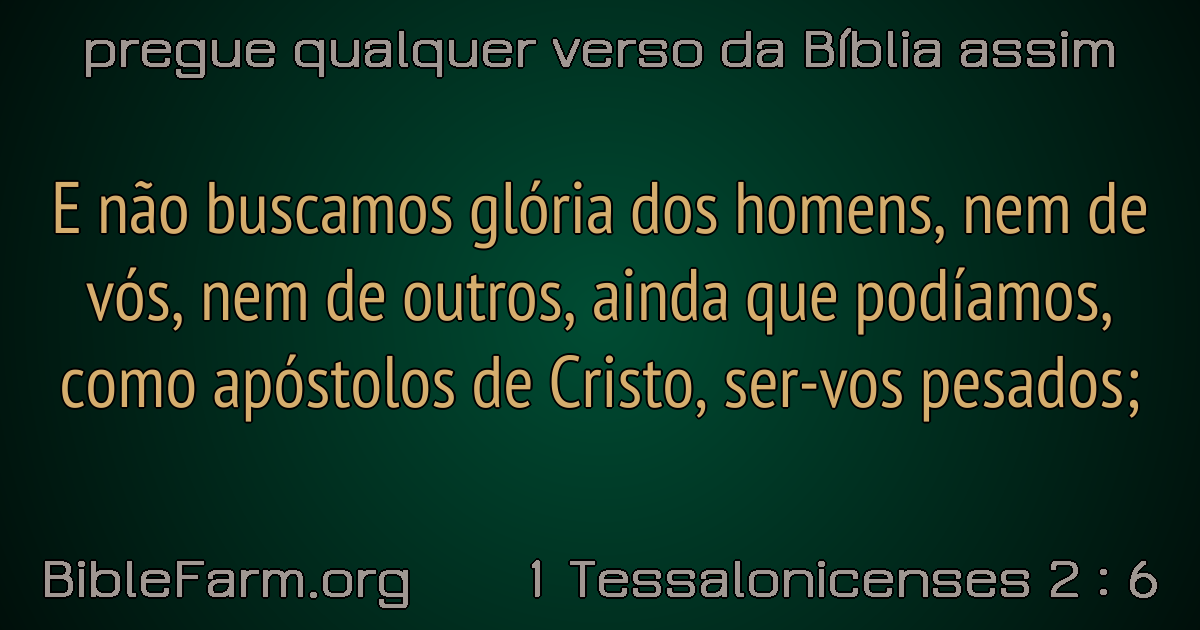 pregue qualquer verso da Bíblia assim
E não buscamos glória dos homens, nem de
vós, nem de outros, ainda que podíamos,
como apóstolos de Cristo, ser-vos pesados;
BibleFarm.org 1 Tessalonicenses 2 : 6